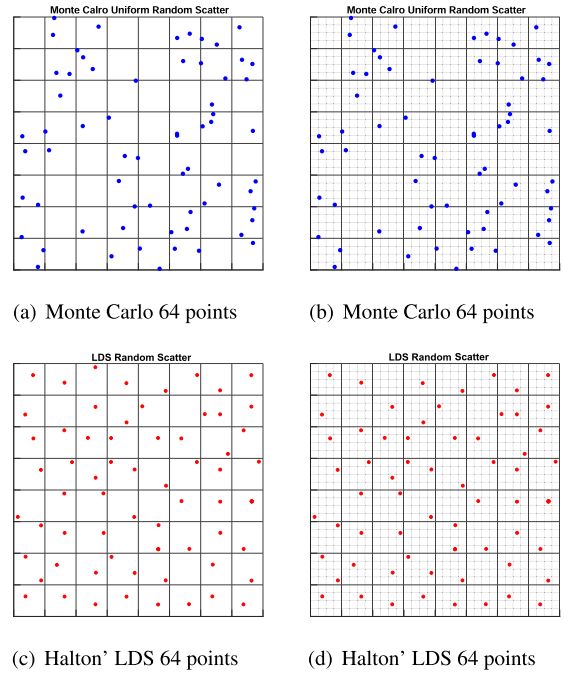 Monte Calro Uniform Random Scatter
Monte Calro Uniform Random Scatter
(a) Monte Carlo 64 points
(b) Monte Carlo 64 points
LDS Random Scatter
LDS Random Scatter
(c) Halton' LDS 64 points
(d) Halton' LDS 64 points